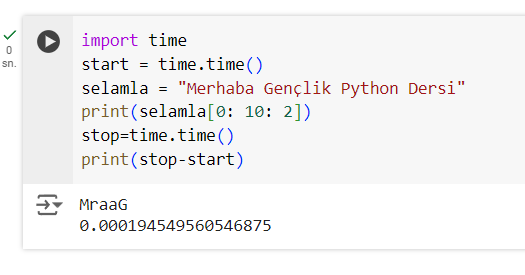 import time
start = time.time()
selamla = "Merhaba Gençlik Python Dersi"
print(selamla[0: 10: 2])
stop=time.time()
print(stop-start)
0
sn.
MraaG
0.000194549560546875